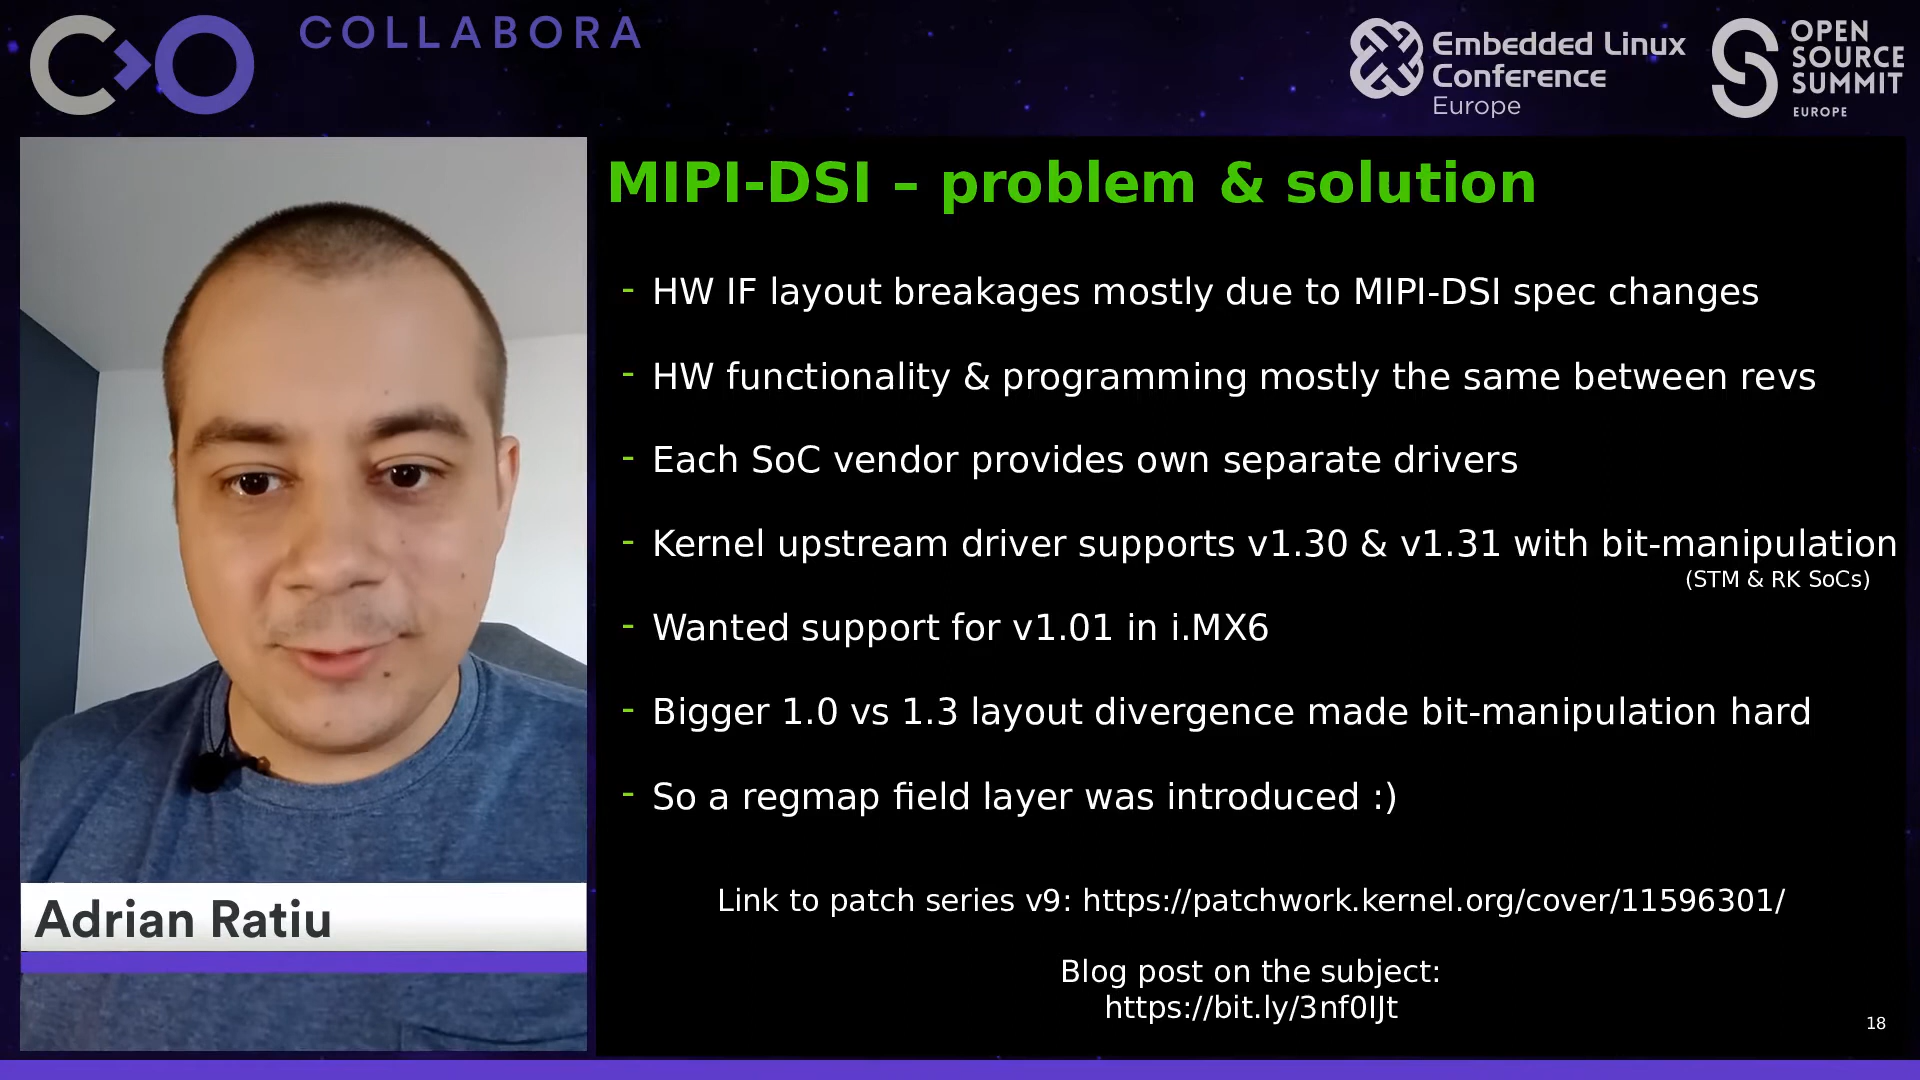 COLLABORA
Embedded Linux
Conference
Europe
OPEN
SOURCE
SUMMIT
EUROPE
MIPI-DSI – problem & solution
- HW IF layout breakages mostly due to MIPI-DSI spec changes
- HW functionality & programming mostly the same between revs
- Each SoC vendor provides own separate drivers
- Kernel upstream driver supports v1.30 & v1.31 with bit-manipulation
(STM & RK SoCs)
- Wanted support for v1.01 in i.MX6
- Bigger 1.0 vs 1.3 layout divergence made bit-manipulation hard
- So a regmap field layer was introduced :)
Link to patch series v9: https://patchwork.kernel.org/cover/11596301/
Blog post on the subject:
https://bit.ly/3nf0IJt
18
Adrian Ratiu